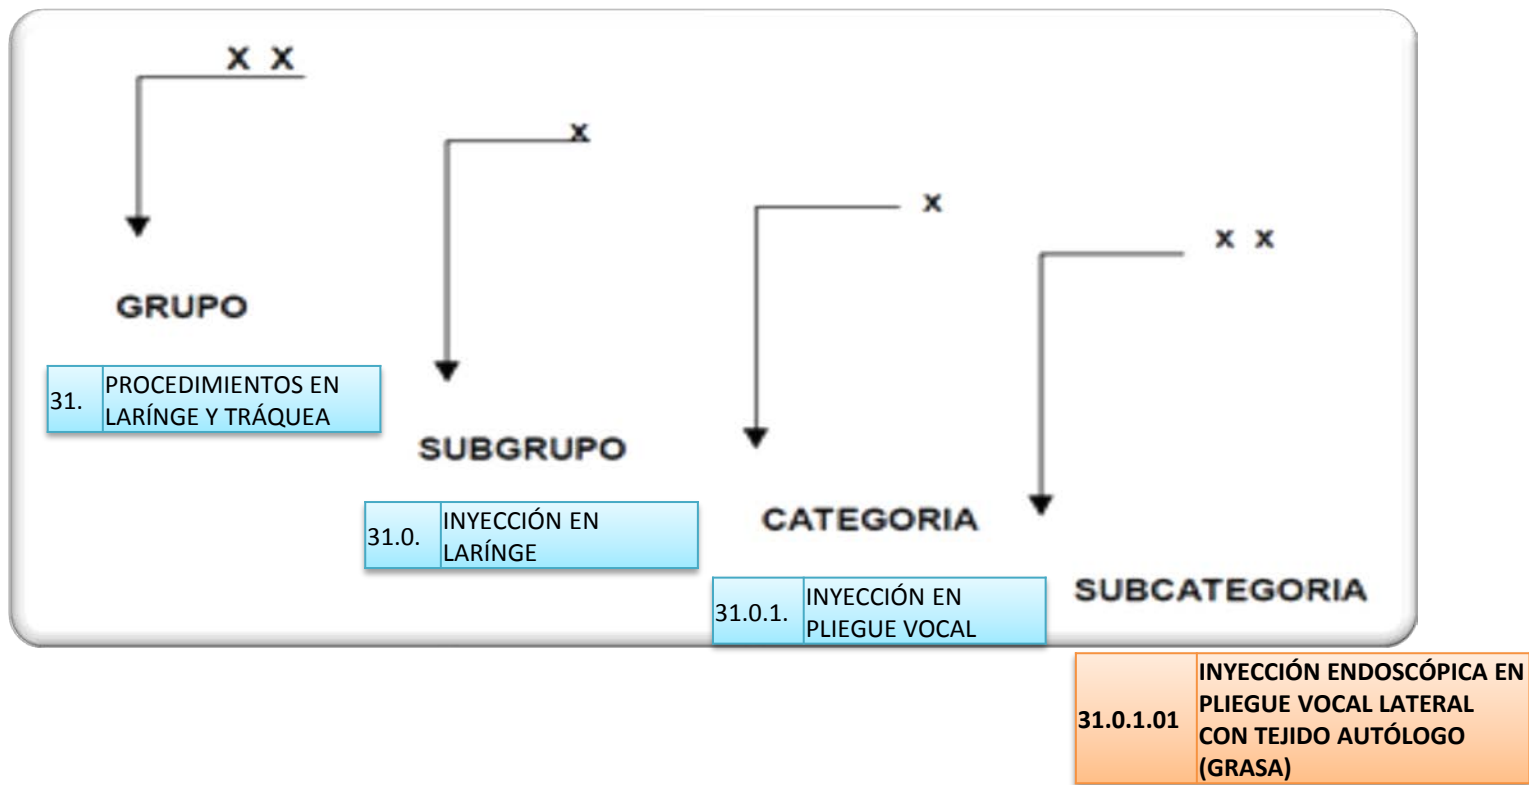 X X
x
x
x x
GRUPO
31. PROCEDIMIENTOS EN
LARÍNGE Y TRÁQUEA
SUBGRUPO
31.0. INYECCIÓN EN
LARÍNGE
CATEGORIA
31.0.1. INYECCIÓN EN
PLIEGUE VOCAL
SUBCATEGORIA
31.0.1.01 INYECCIÓN ENDOSCÓPICA EN
PLIEGUE VOCAL LATERAL
CON TEJIDO AUTÓLOGO
(GRASA)